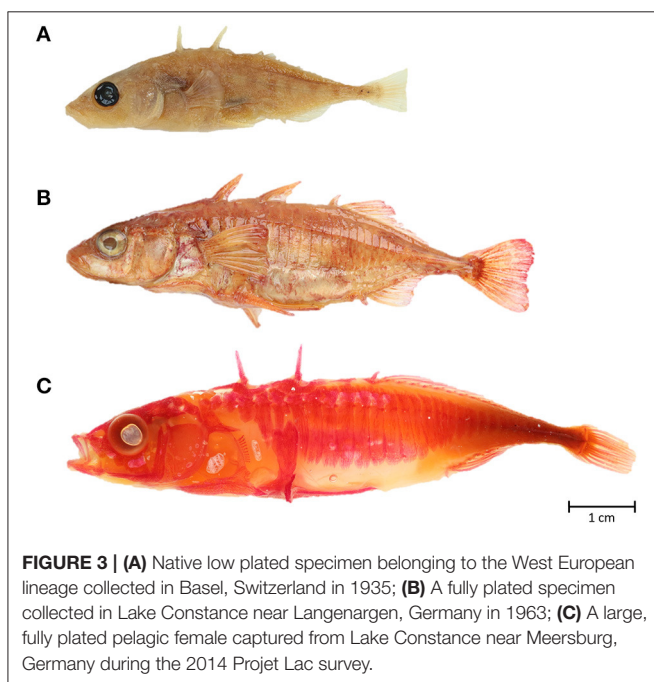 A
B
C
1 cm
FIGURE 3 | (A) Native low plated specimen belonging to the West European
lineage collected in Basel, Switzerland in 1935; (B) A fully plated specimen
collected in Lake Constance near Langenargen, Germany in 1963; (C) A large,
fully plated pelagic female captured from Lake Constance near Meersburg,
Germany during the 2014 Projet Lac survey.